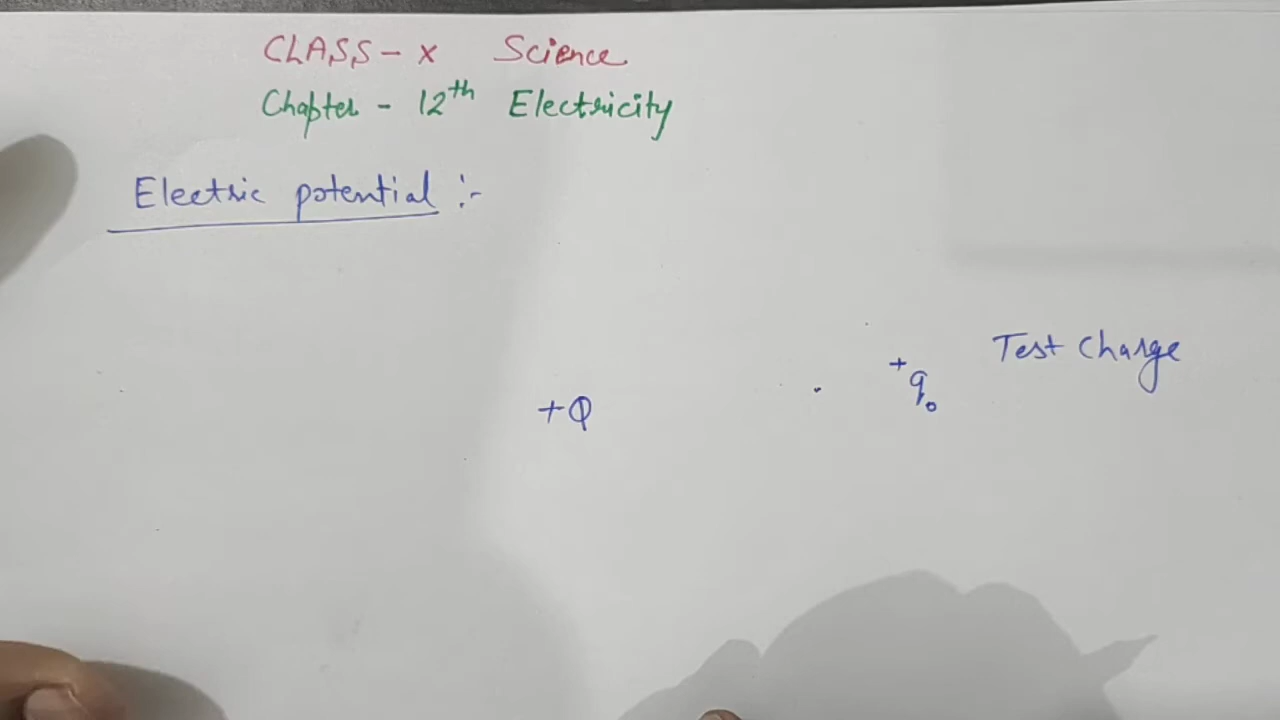 CLASS - X Science
Chapter - 12th Electricity
Electric potential :-
+q₀ Test Charge
+Q